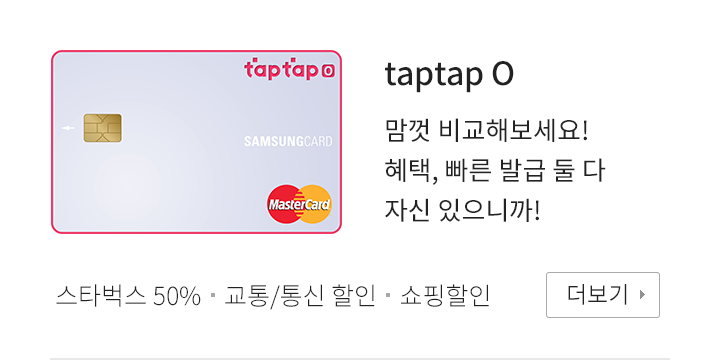 taptap O
SAMSUNGCARD
MasterCard
taptap O
맘껏 비교해보세요!
혜택, 빠른 발급 둘 다
자신 있으니까!
스타벅스 50% ▪ 교통/통신 할인 ▪ 쇼핑할인
더보기